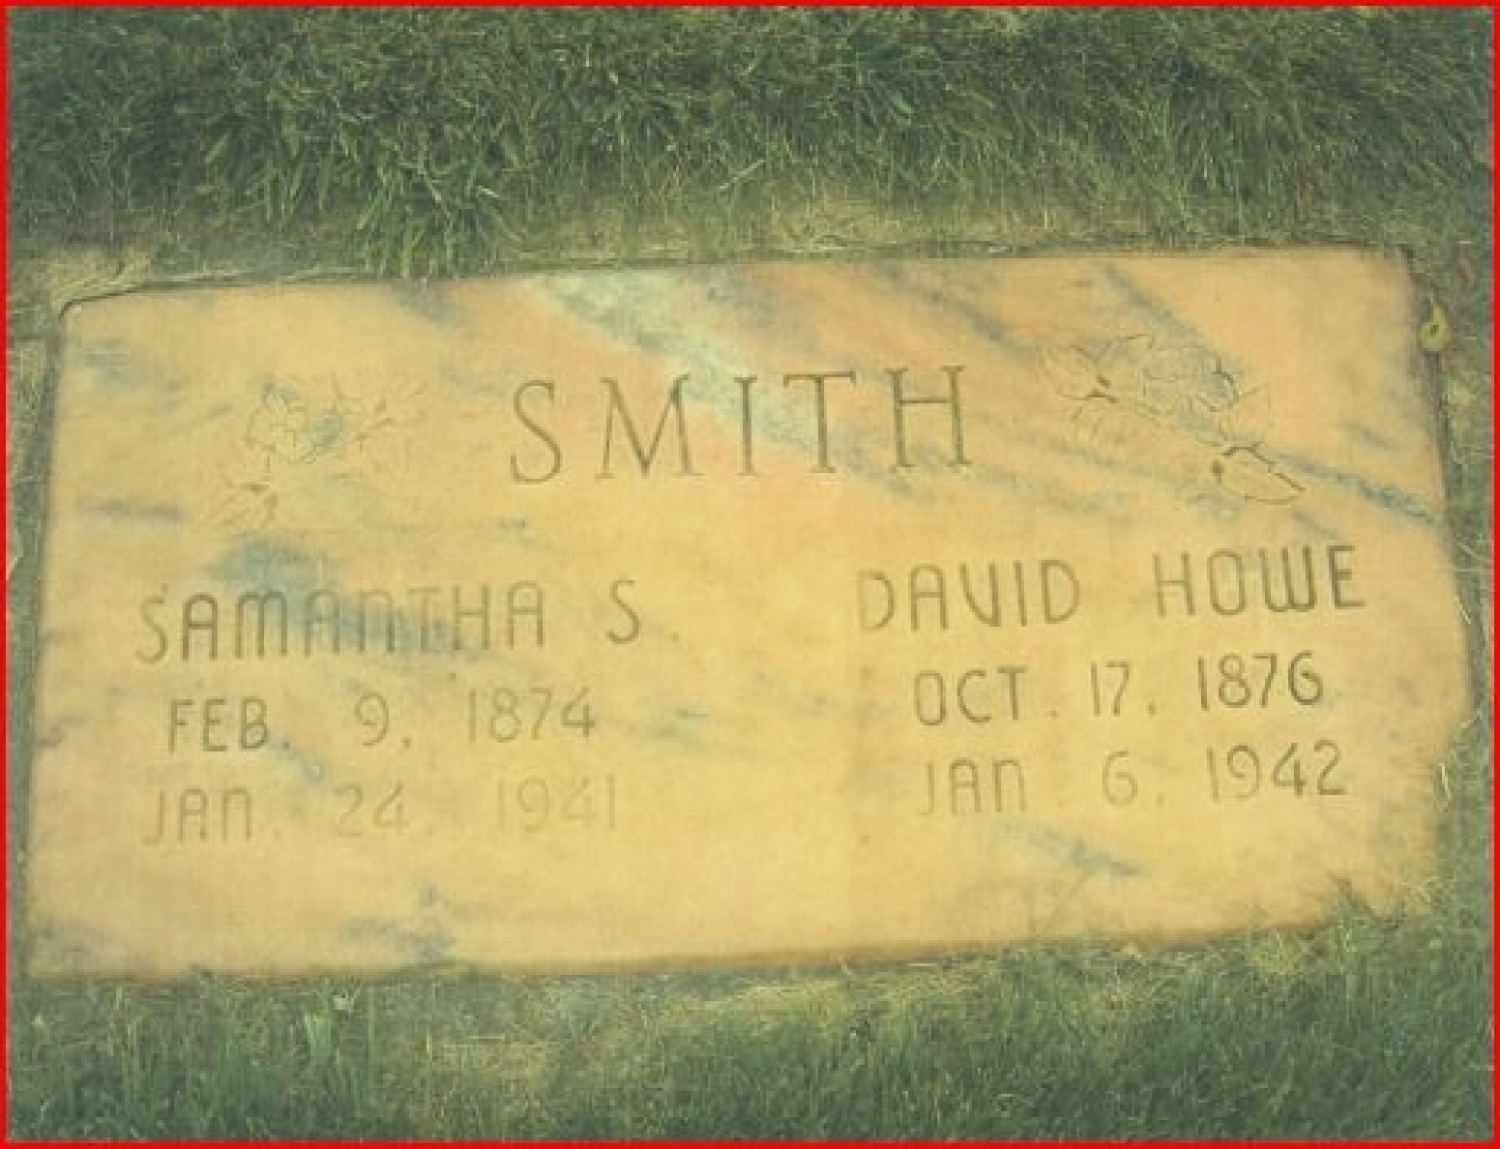 SMITH
SAMANTHA S.
FEB. 9, 1874
JAN. 24, 1941
DAVID HOWE
OCT. 17, 1876
JAN. 6, 1942